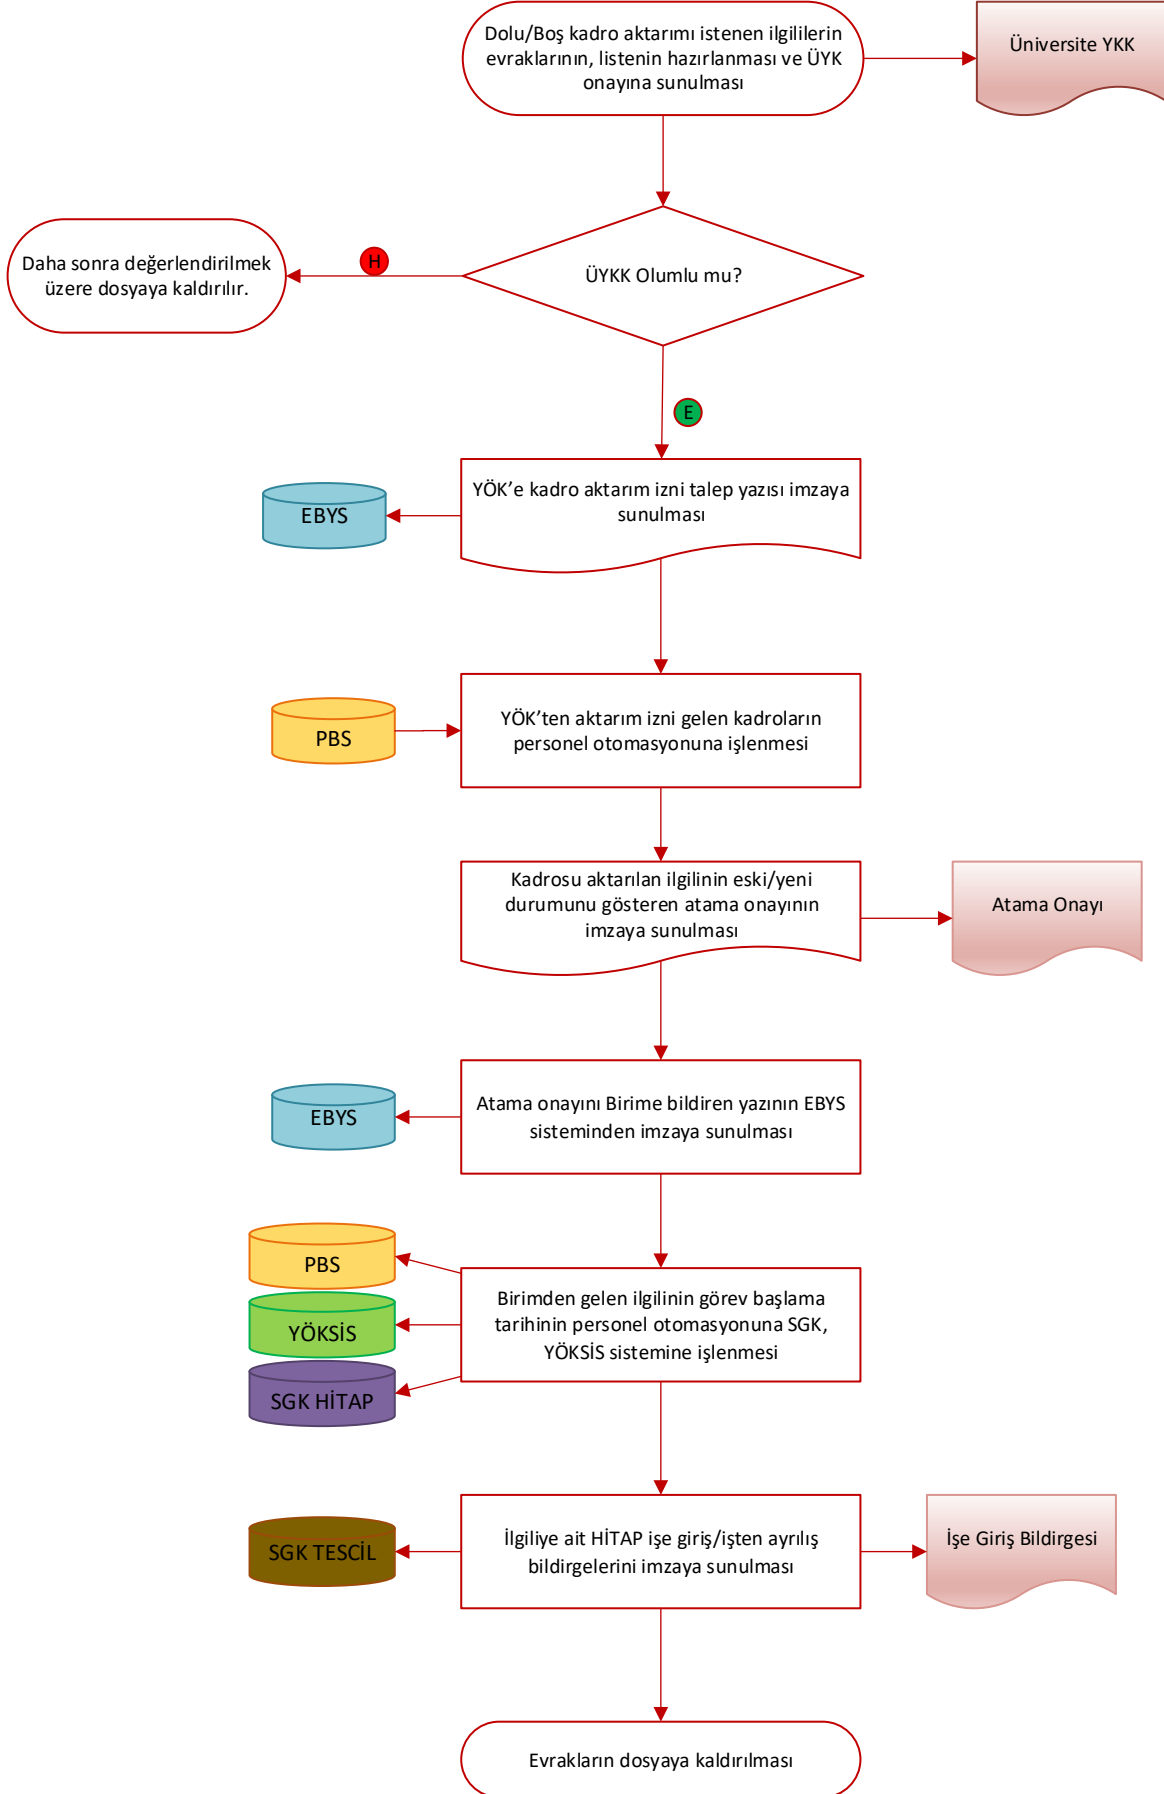 Dolu/Boş kadro aktarımı istenen ilgililerin
evraklarının, listenin hazırlanması ve ÜYK
onayına sunulması
Üniversite YKK
ÜYKK Olumlu mu?
H
Daha sonra değerlendirilmek
üzere dosyaya kaldırılır.
E
YÖK’e kadro aktarım izni talep yazısı imzaya
sunulması
EBYS
PBS
YÖK’ten aktarım izni gelen kadroların
personel otomasyonuna işlenmesi
Kadrosu aktarılan ilgilinin eski/yeni
durumunu gösteren atama onayının
imzaya sunulması
Atama Onayı
EBYS
Atama onayını Birime bildiren yazının EBYS
sisteminden imzaya sunulması
PBS
YÖKSİS
SGK HİTAP
Birimden gelen ilgilinin görev başlama
tarihinin personel otomasyonuna SGK,
YÖKSİS sistemine işlenmesi
SGK TESCİL
İlgiliye ait HİTAP işe giriş/işten ayrılış
bildirgelerini imzaya sunulması
İşe Giriş Bildirgesi
Evrakların dosyaya kaldırılması